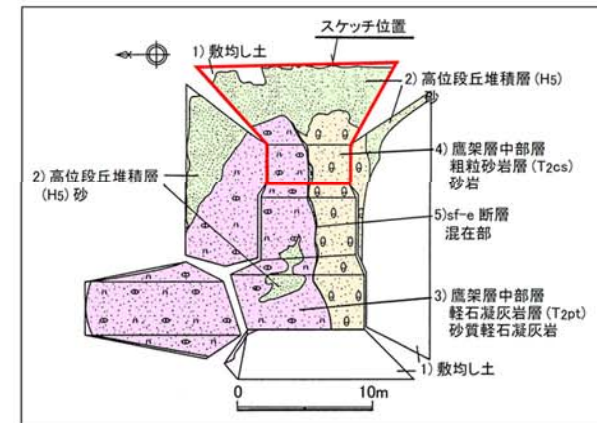 スケッチ位置
1) 敷均し土
2) 高位段丘堆積層(H5)
砂
4) 鷹架層中部層
粗粒砂岩層(T2cs)
砂岩
2) 高位段丘堆積層
(H5)砂
5)sf-e 断層
混在部
3) 鷹架層中部層
軽石凝灰岩層(T2pt)
砂質軽石凝灰岩
1) 敷均し土
0
10m